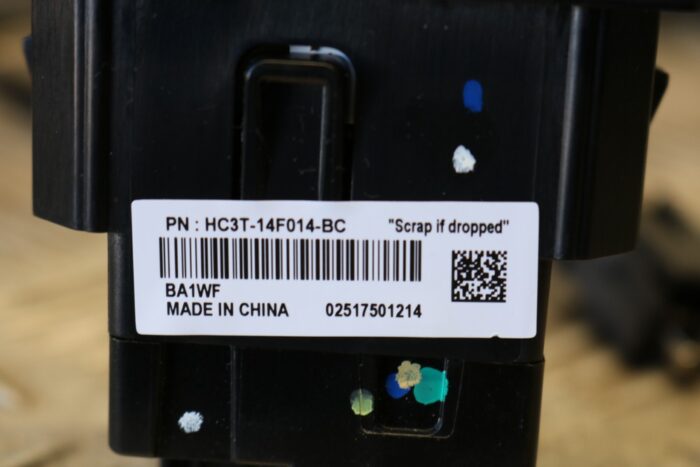 PN : HC3T-14F014-BC "Scrap if dropped"
BA1WF
MADE IN CHINA 02517501214